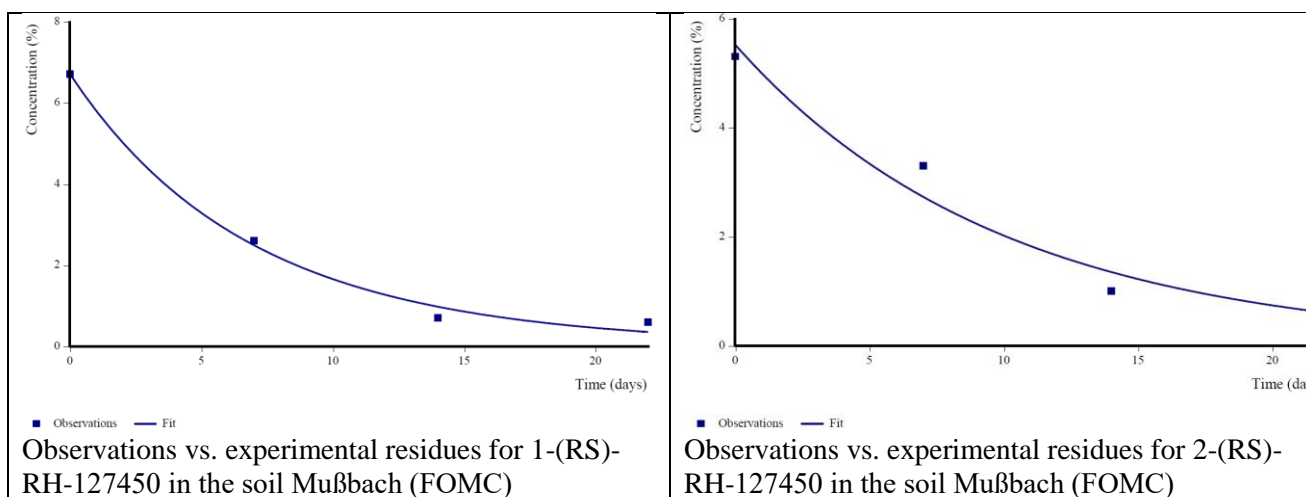 8
6
4
2
0
Concentration (%)
0
5
10
15
20
Time (days)
Observations
Fit
Observations vs. experimental residues for 1-(RS)-
RH-127450 in the soil Mußbach (FOMC)
6
4
2
0
Concentration (%)
0
5
10
15
20
Time (da
Observations
Fit
Observations vs. experimental residues for 2-(RS)-
RH-127450 in the soil Mußbach (FOMC)